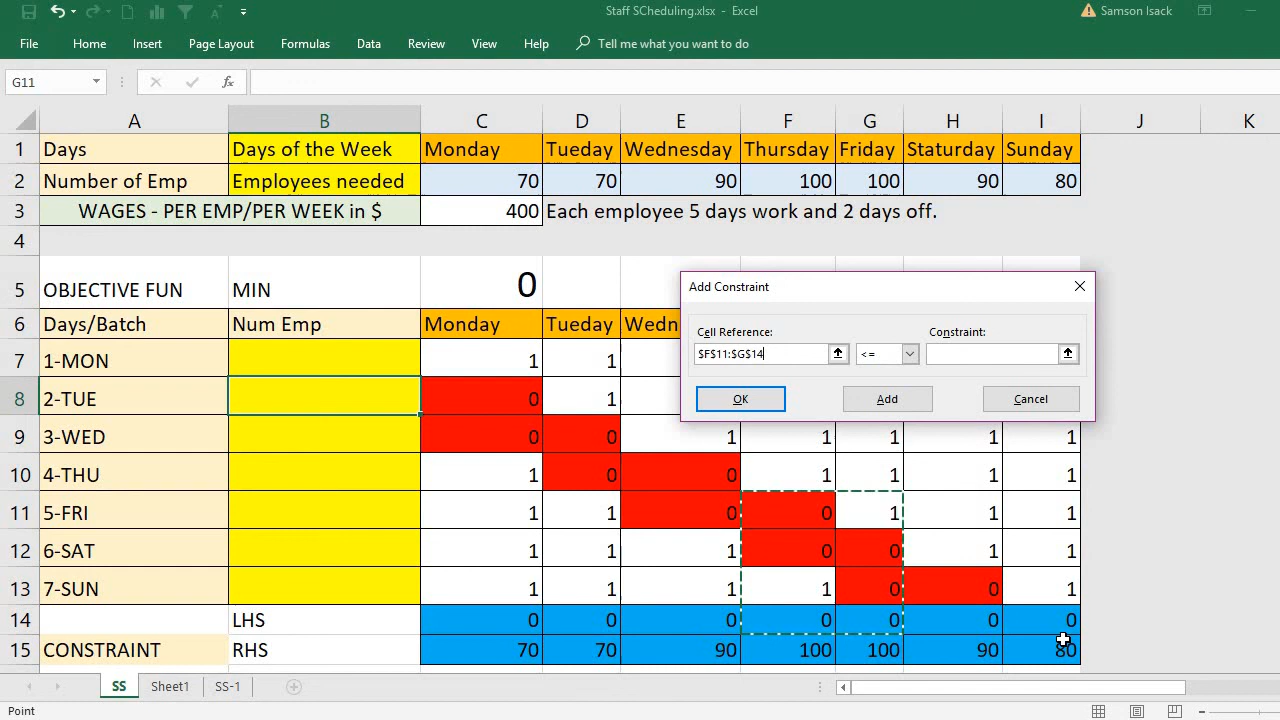 Staff SCheduling.xlsx - Excel
Samson Isack
File Home Insert Page Layout Formulas Data Review View Help Tell me what you want to do
G11 fx
A B C D E F G H I J K
1 Days Days of the Week Monday Tueday Wednesday Thursday Friday Staturday Sunday
2 Number of Emp Employees needed 70 70 90 100 100 90 80
3 WAGES - PER EMP/PER WEEK in $ 400 Each employee 5 days work and 2 days off.
4
5 OBJECTIVE FUN MIN 0
6 Days/Batch Num Emp Monday Tueday Wedn
Add Constraint
Cell Reference: Constraint:
$F$11:$G$14 <=
OK Add Cancel
7 1-MON 1 1
8 2-TUE 0 1
9 3-WED 0 0 1 1 1 1 1
10 4-THU 1 0 0 1 1 1 1
11 5-FRI 1 1 0 0 1 1 1
12 6-SAT 1 1 1 0 0 1 1
13 7-SUN 1 1 1 1 0 0 1
14 LHS 0 0 0 0 0 0 0
15 CONSTRAINT RHS 70 70 90 100 100 90 80
SS Sheet1 SS-1
Point